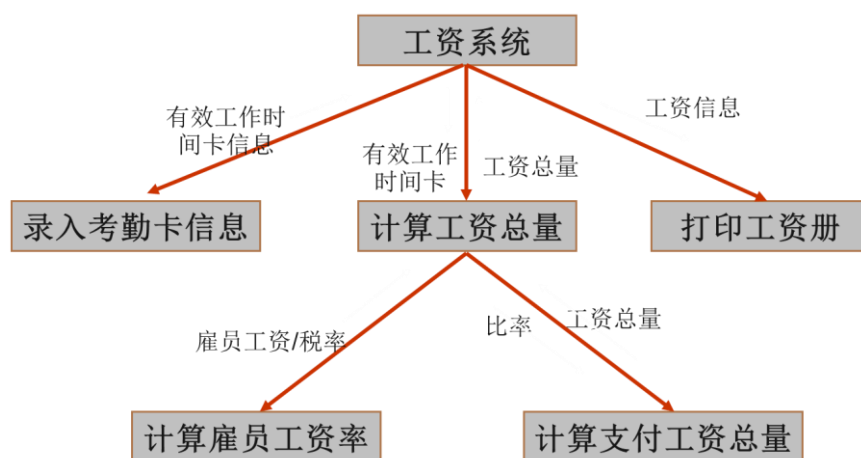 工资系统
有效工作时
间卡信息
工资信息
有效工作
时间卡
工资总量
录入考勤卡信息
计算工资总量
打印工资册
雇员工资/税率
比率
工资总量
计算雇员工资率
计算支付工资总量